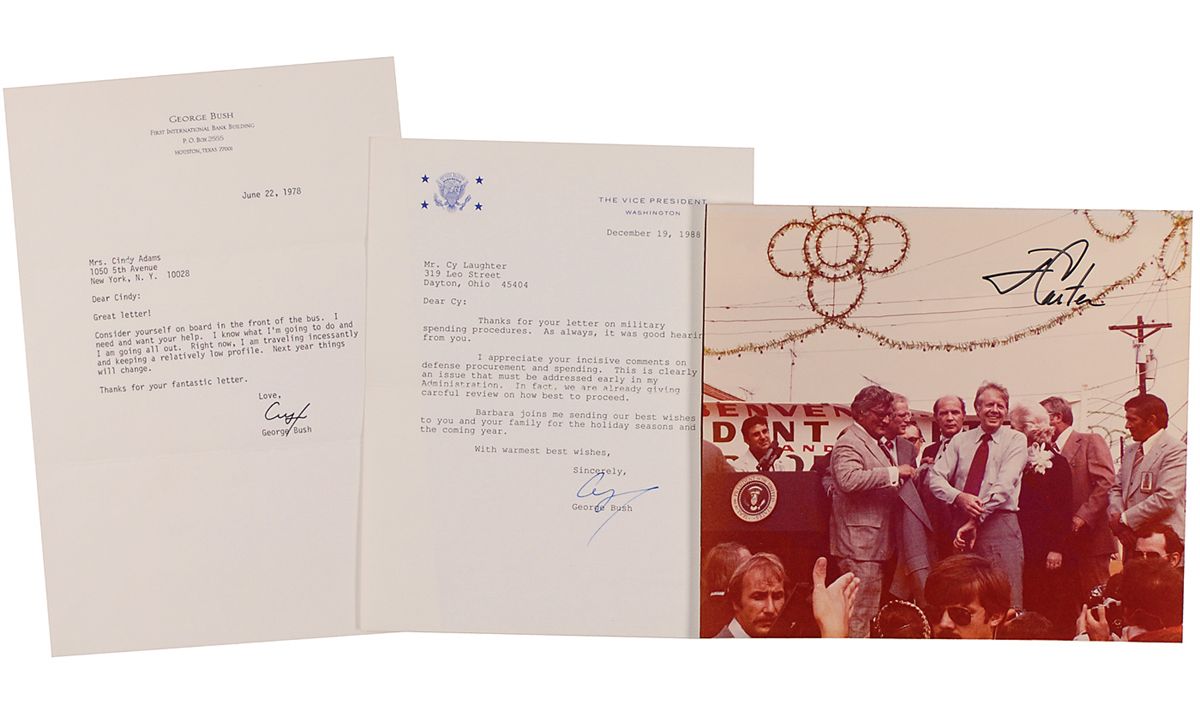 GEORGE BUSH
FIRST INTERNATIONAL BANK BUILDING
P. O. BOX 2555
HOUSTON, TEXAS 77001
June 22, 1978
Mrs. Cindy Adams
1050 5th Avenue
New York, N. Y. 10028
Dear Cindy:
Great letter!
Consider yourself on board in the front of the bus. I
need and want your help. I know what I'm going to do and
I am going all out. Right now, I am traveling incessantly
and keeping a relatively low profile. Next year things
will change.
Thanks for your fantastic letter.
Love,
George Bush
THE VICE PRESIDENT
WASHINGTON
December 19, 1988
Mr. Cy Laughter
319 Leo Street
Dayton, Ohio 45404
Dear Cy:
Thanks for your letter on military
spending procedures. As always, it was good hearin
from you.
I appreciate your incisive comments on
defense procurement and spending. This is clearly
an issue that must be addressed early in my
Administration. In fact, we are already giving
careful review on how best to proceed.
Barbara joins me sending our best wishes
to you and your family for the holiday seasons and
the coming year.
With warmest best wishes,
Sincerely,
George Bush
J Carter
BENVEN
DENT
AND